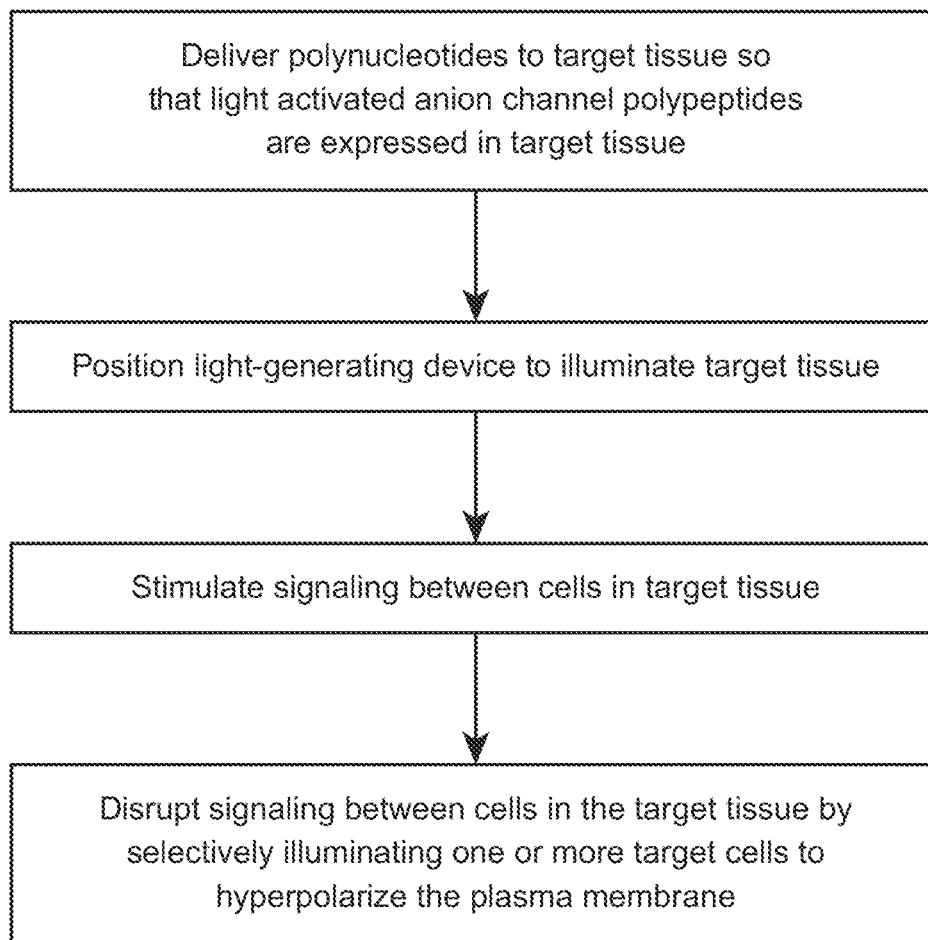 Deliver polynucleotides to target tissue so
that light activated anion channel polypeptides
are expressed in target tissue
Position light-generating device to illuminate target tissue
Stimulate signaling between cells in target tissue
Disrupt signaling between cells in the target tissue by
selectively illuminating one or more target cells to
hyperpolarize the plasma membrane